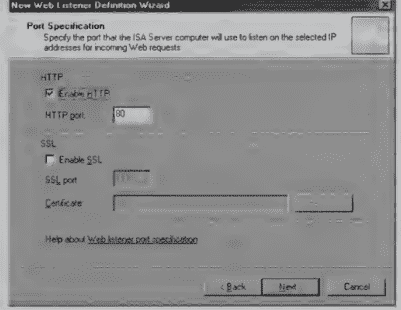 New Web Listener Definition Wizard
Port Specification
Specify the port that the ISA Server computer will use to listen on the selected IP
addresses for incoming Web requests
HTTP
Enable HTTP
HTTP port: 80
SSL
Enable SSL
SSL port
Certificate
Help about Web listener port specification
< Back Next Cancel